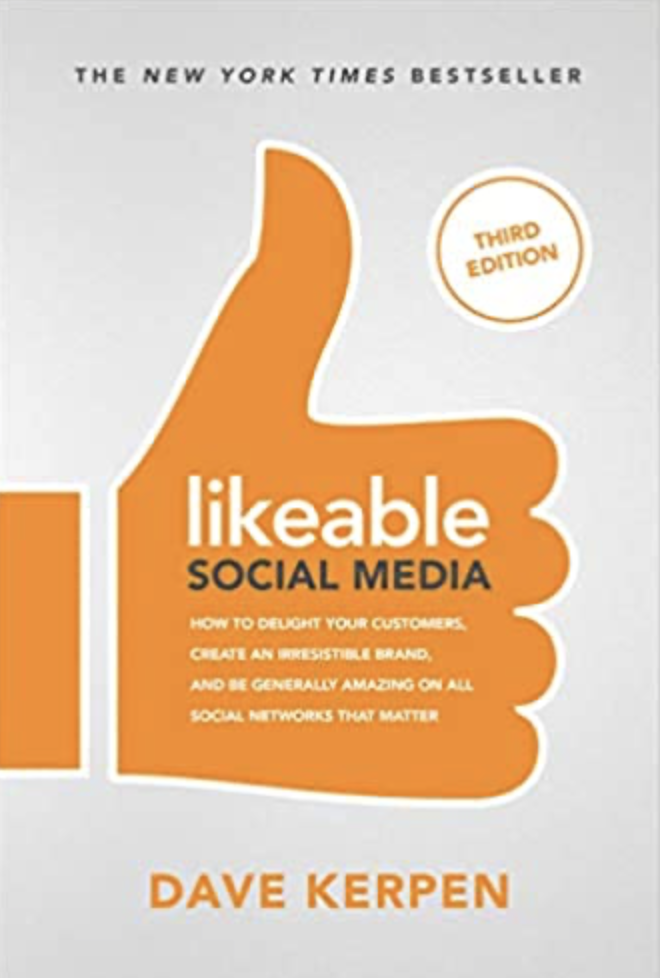 THE NEW YORK TIMES BESTSELLER
THIRD
EDITION
likeable
SOCIAL MEDIA
HOW TO DELIGHT YOUR CUSTOMERS,
CREATE AN IRRESISTIBLE BRAND,
AND BE GENERALLY AMAZING ON ALL
SOCIAL NETWORKS THAT MATTER
DAVE KERPEN